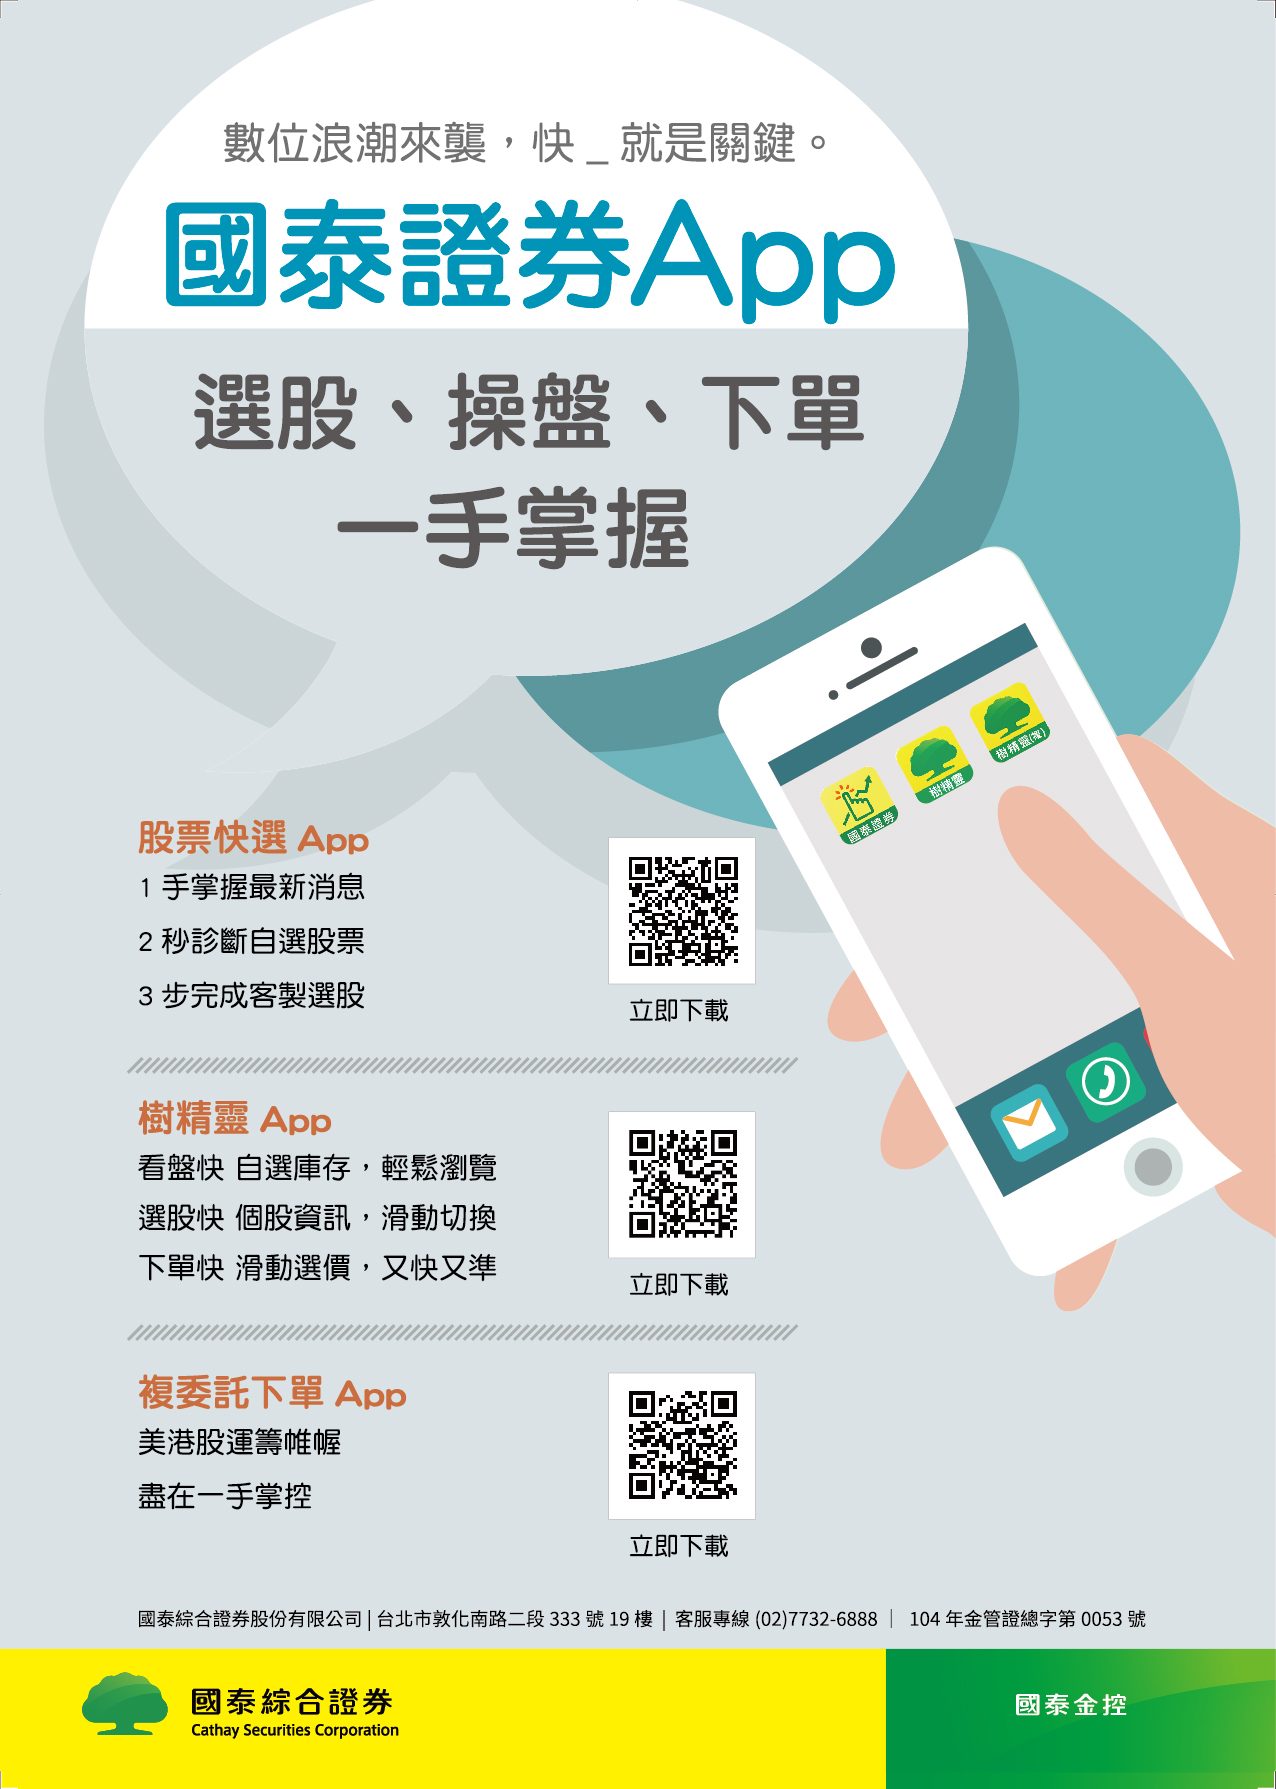 數位浪潮來襲，快_就是關鍵。
國泰證券App
選股、操盤、下單
一手掌握
國泰證券
樹精靈
樹精靈(複)
股票快選 App
1 手掌握最新消息
2 秒診斷自選股票
3 步完成客製選股
立即下載
樹精靈 App
看盤快 自選庫存，輕鬆瀏覽
選股快 個股資訊，滑動切換
下單快 滑動選價，又快又準
立即下載
複委託下單 App
美港股運籌帷幄
盡在一手掌控
立即下載
國泰綜合證券股份有限公司 | 台北市敦化南路二段 333 號 19 樓 | 客服專線 (02)7732-6888 | 104 年金管證總字第 0053 號
國泰綜合證券
Cathay Securities Corporation
國泰金控